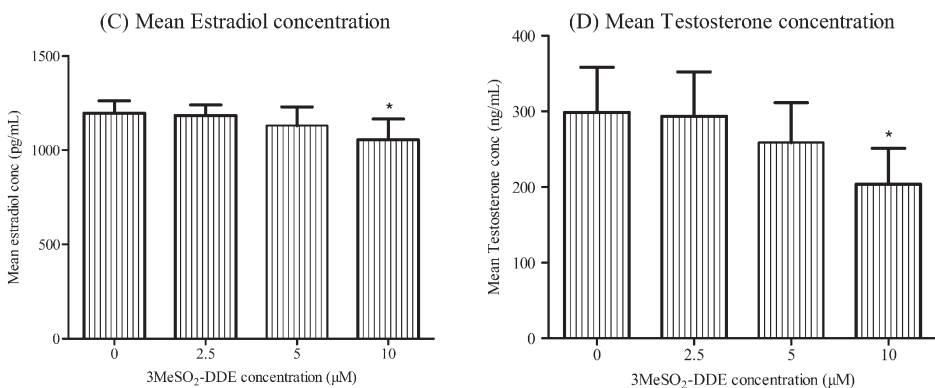 (C) Mean Estradiol concentration
Mean estradiol conc (pg/mL)
1500
1000
500
0
*
0 2.5 5 10
3MeSO₂-DDE concentration (μM)
(D) Mean Testosterone concentration
Mean Testosterone conc (ng/mL)
400
300
200
100
0
*
0 2.5 5 10
3MeSO₂-DDE concentration (μM)